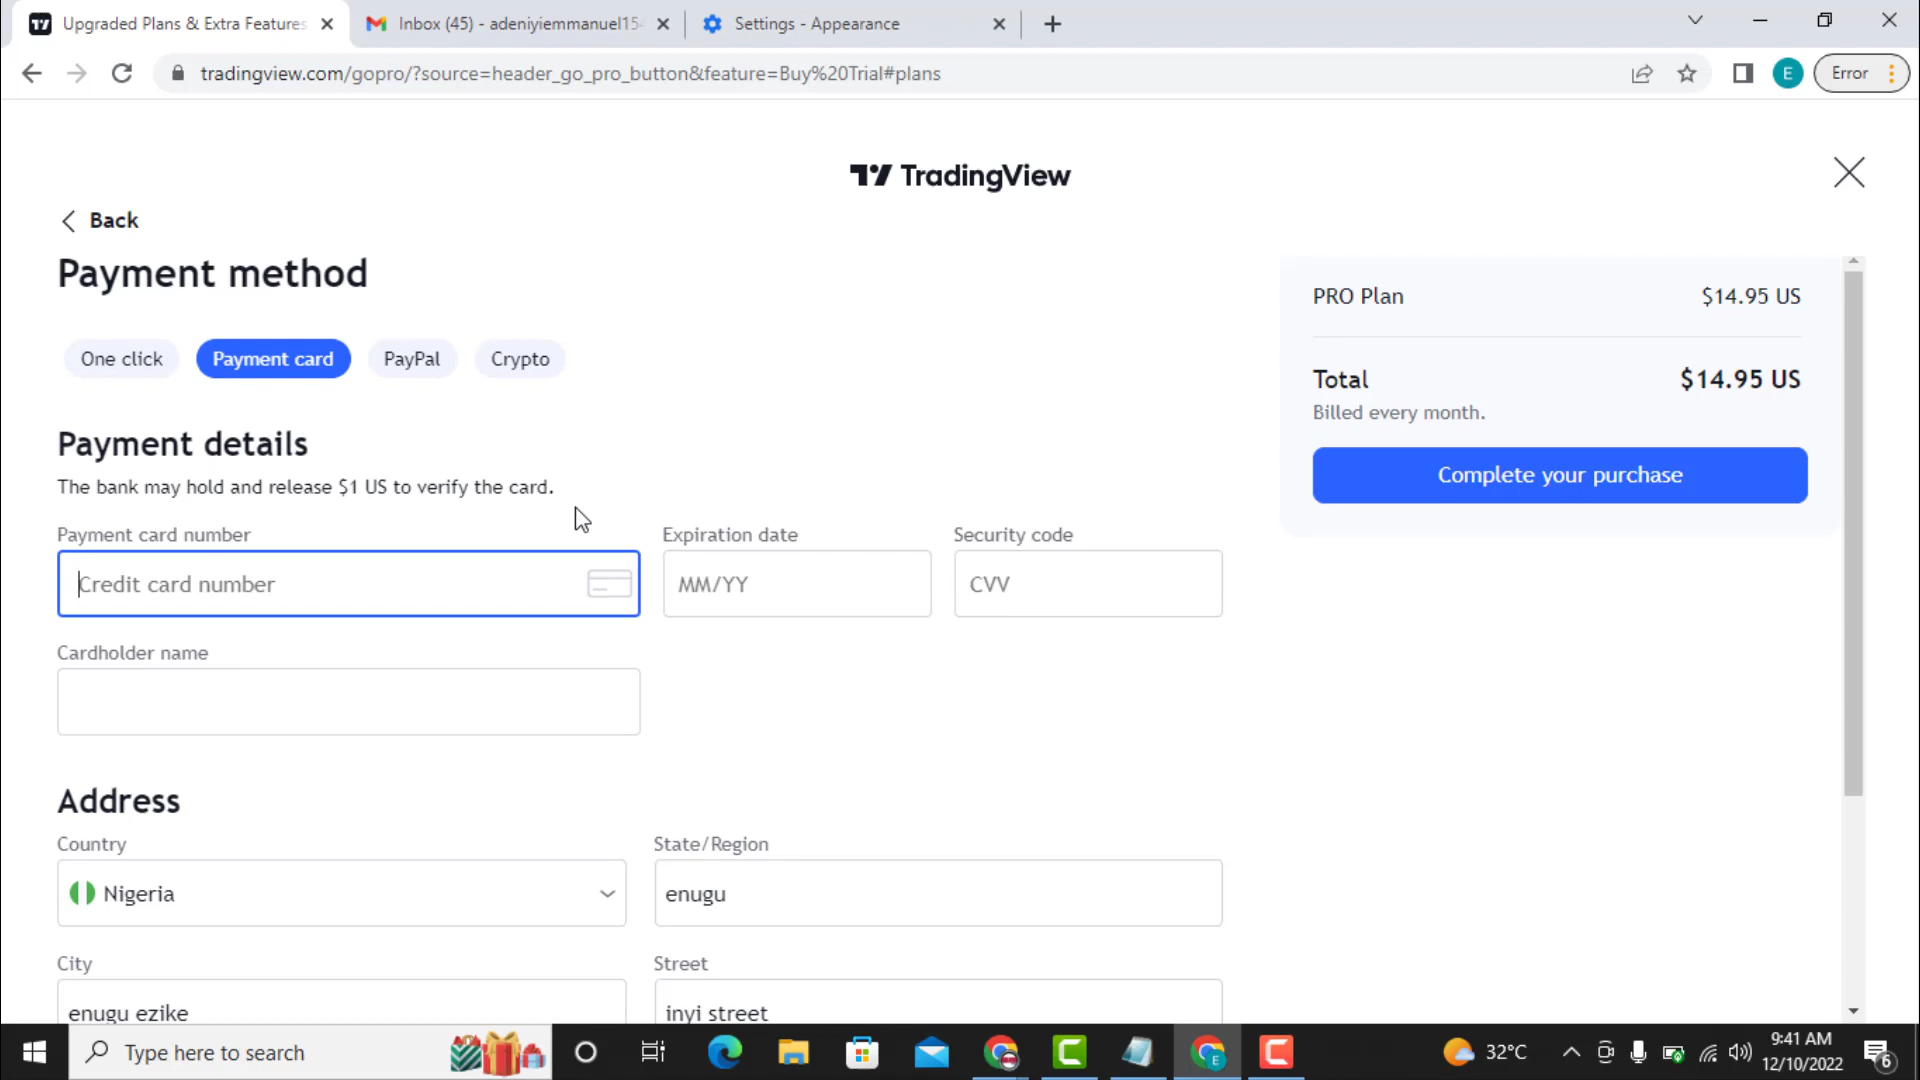 Upgraded Plans & Extra Features
Inbox (45) - adeniyiemmanuel15
Settings - Appearance
tradingview.com/gopro/?source=header_go_pro_button&feature=Buy%20Trial#plans
E
Error
TradingView
Back
Payment method
One click
Payment card
PayPal
Crypto
Payment details
The bank may hold and release $1 US to verify the card.
Payment card number
Expiration date
Security code
Credit card number
MM/YY
CVV
Cardholder name
Address
Country
State/Region
Nigeria
enugu
City
Street
enugu ezike
inyi street
PRO Plan
$14.95 US
Total
$14.95 US
Billed every month.
Complete your purchase
Type here to search
E
32°C
9:41 AM
12/10/2022
6